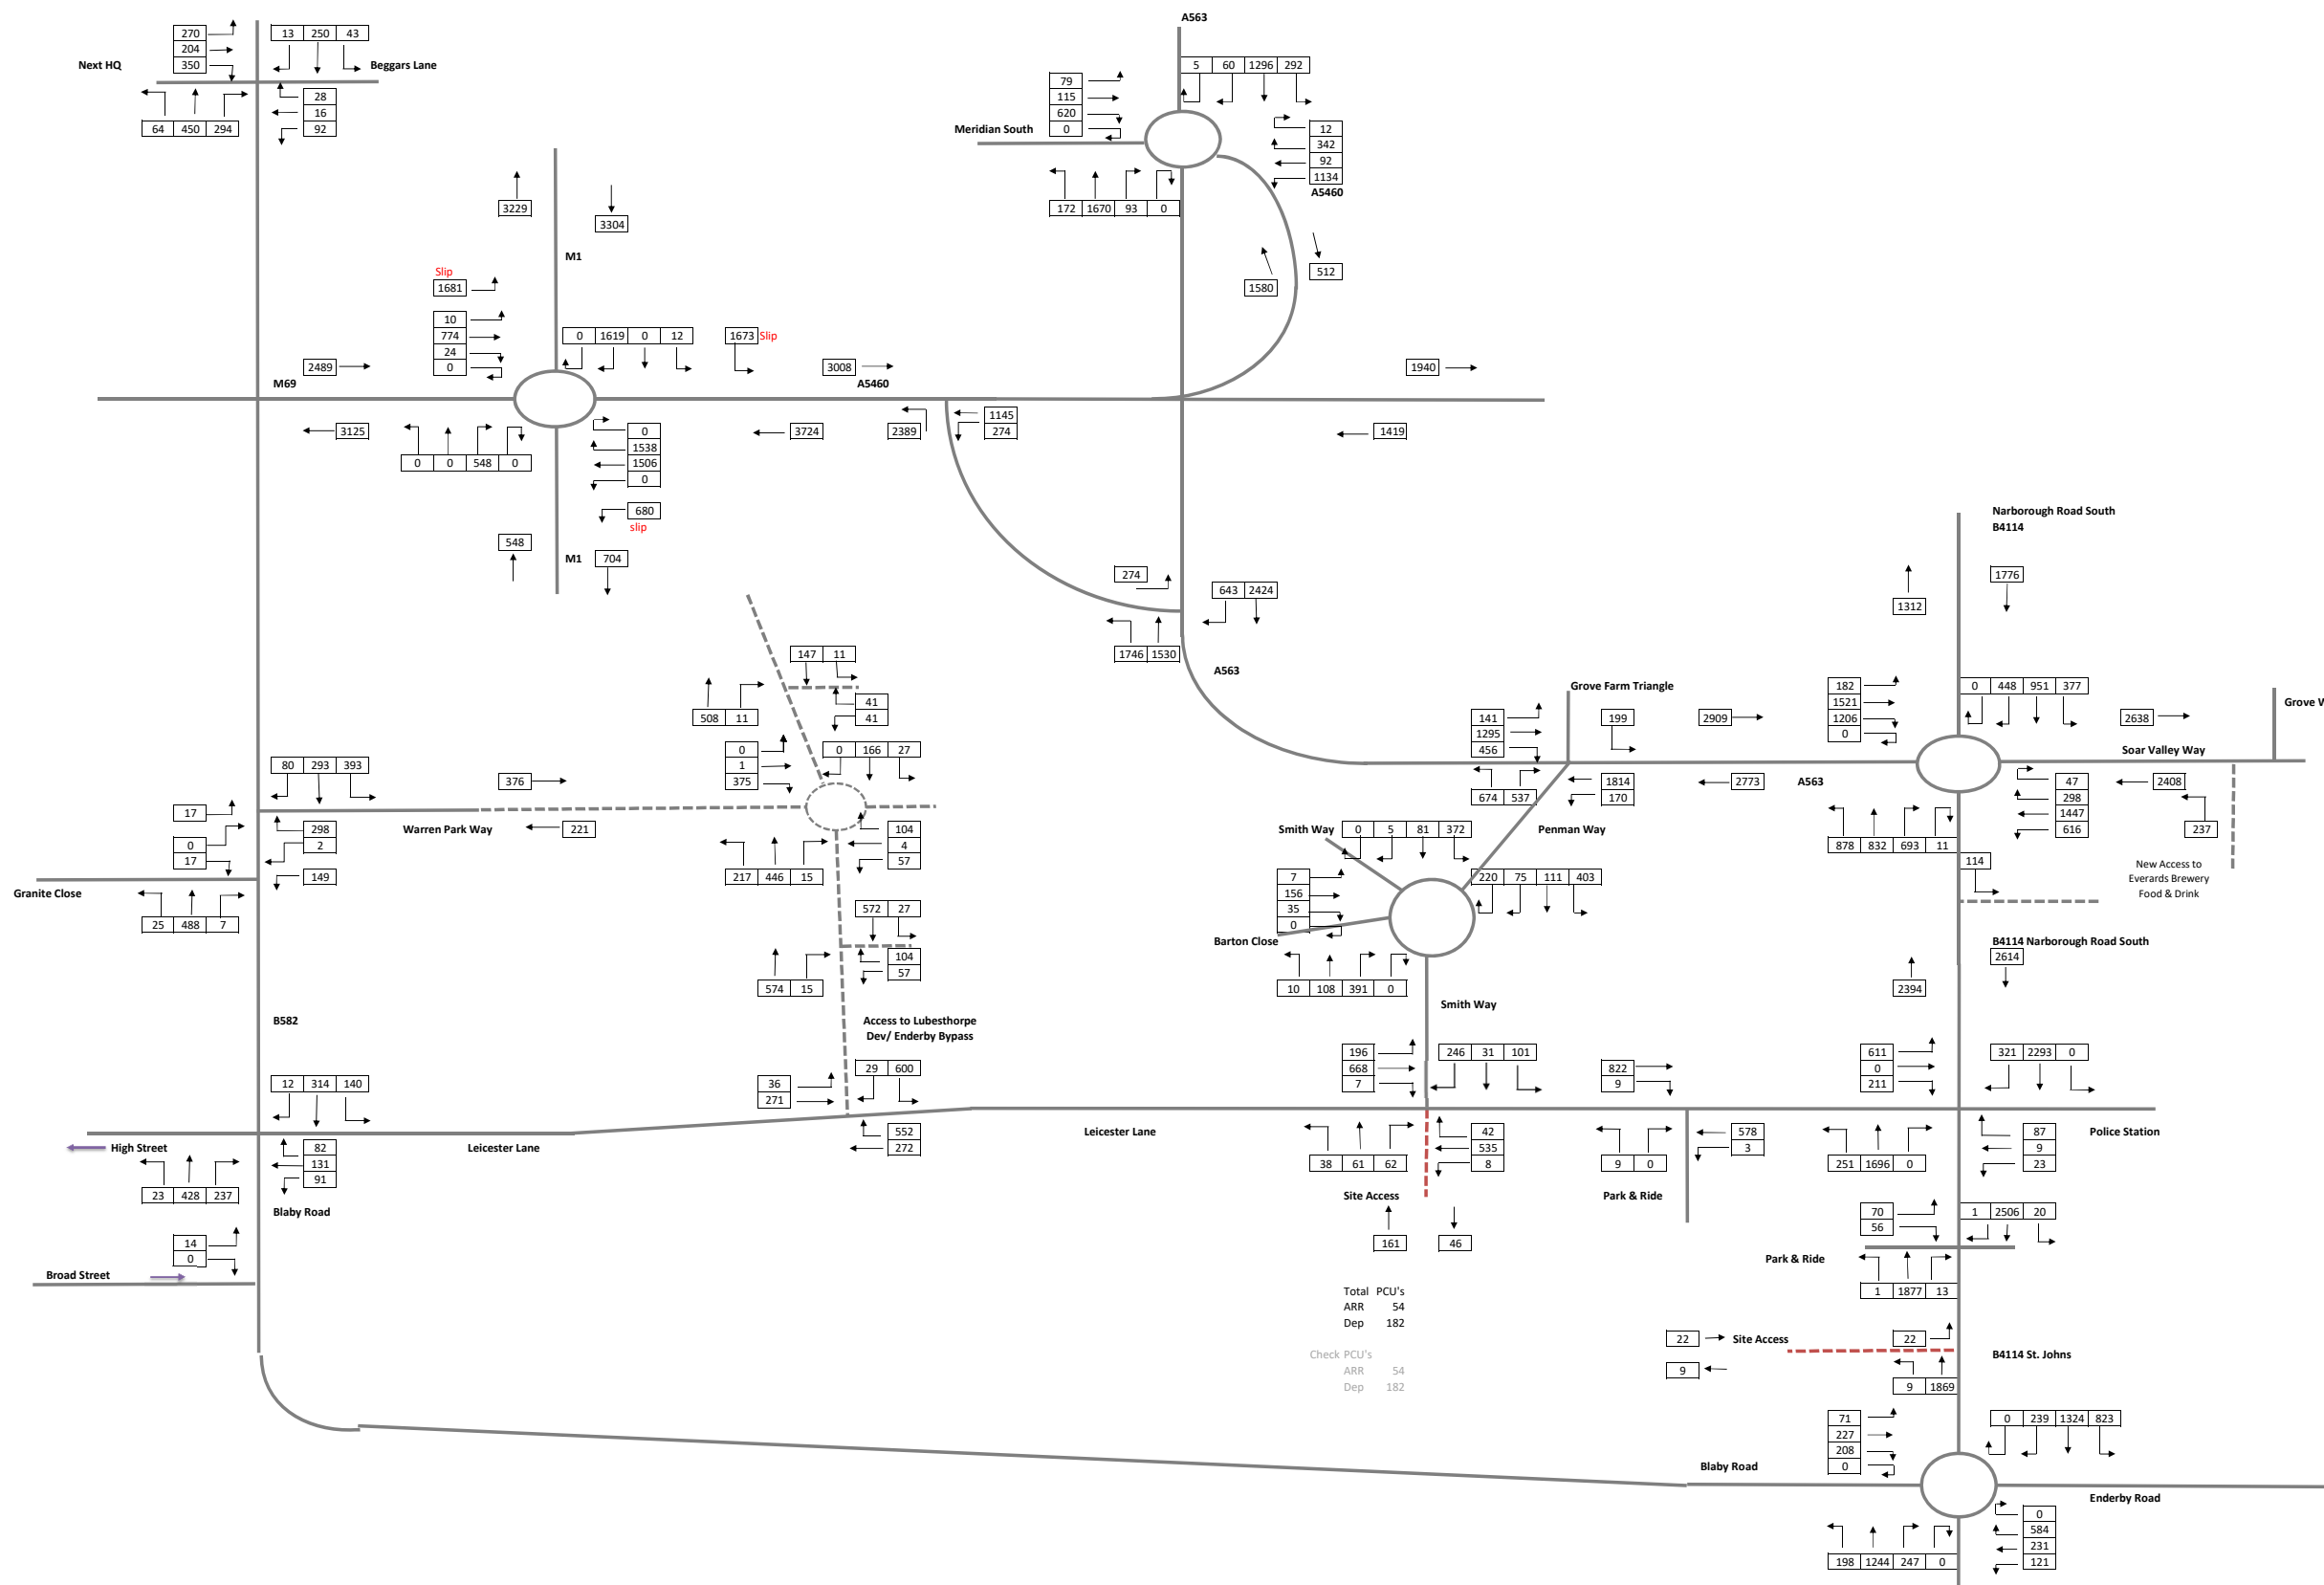 A563
270
204
350
13 250 43
Next HQ
Beggars Lane
28
16
92
64 450 294
5 60 1296 292
79
115
620
0
Meridian South
12
342
92
1134
A5460
172 1670 93 0
3229
3304
M1
1580
512
Slip
1681
10
774
24
0
0 1619 0 12
1673 Slip
2489
3008
1940
M69
A5460
3125
0 0 548 0
0
1538
1506
0
3724
2389
1145
274
1419
680
slip
548
M1
704
Narborough Road South
B4114
274
643 2424
1776
1312
1746 1530
A563
147 11
508 11
41
41
Grove Farm Triangle
141
1295
456
199
2909
182
1521
1206
0
0 448 951 377
2638
Grove W
Soar Valley Way
0
1
375
0 166 27
80 293 393
376
674 537
1814
170
2773
A563
47
298
1447
616
2408
237
17
0
17
298
2
149
Warren Park Way
221
104
4
57
217 446 15
Smith Way
0 5 81 372
Penman Way
878 832 693 11
114
New Access to
Everards Brewery
Food & Drink
Granite Close
25 488 7
7
156
35
0
220 75 111 403
572 27
Barton Close
B4114 Narborough Road South
2614
104
57
574 15
10 108 391 0
2394
Smith Way
B582
Access to Lubesthorpe
Dev/ Enderby Bypass
196
668
7
246 31 101
822
9
611
0
211
321 2293 0
12 314 140
36
271
29 600
High Street
82
131
91
Leicester Lane
552
272
Leicester Lane
38 61 62
42
535
8
9 0
578
3
251 1696 0
87
9
23
Police Station
23 428 237
Blaby Road
Site Access
Park & Ride
161
46
70
56
1 2506 20
14
0
Broad Street
Park & Ride
1 1877 13
Total PCU's
ARR 54
Dep 182
22
Site Access
22
B4114 St. Johns
Check PCU's
ARR 54
Dep 182
9
9 1869
71
227
208
0
0 239 1324 823
Blaby Road
Enderby Road
0
584
231
121
198 1244 247 0